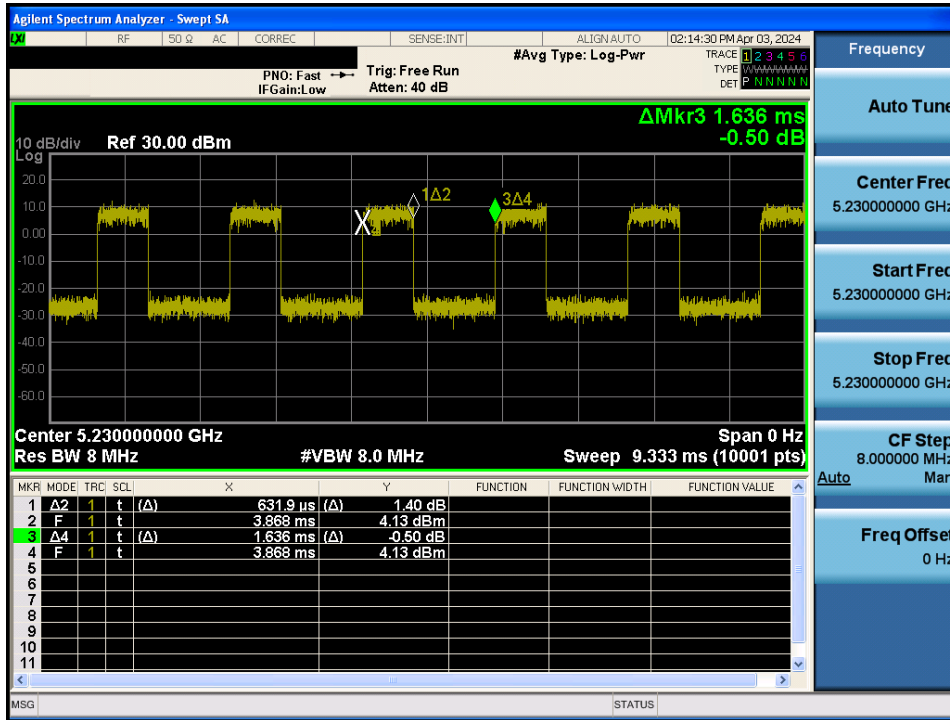 Agilent Spectrum Analyzer - Swept SA
LXI RF 50 Ω AC CORREC SENSE:INT ALIGN AUTO 02:14:30 PM Apr 03, 2024
PNO: Fast
IFGain:Low
Trig: Free Run
Atten: 40 dB
#Avg Type: Log-Pwr
TRACE 1 2 3 4 5 6
TYPE
DET P N N N N N
ΔMkr3 1.636 ms
-0.50 dB
10 dB/div Ref 30.00 dBm
Log
20.0
10.0
0.00
-10.0
-20.0
-30.0
-40.0
-50.0
-60.0
1Δ2
3Δ4
Center 5.230000000 GHz Span 0 Hz
Res BW 8 MHz #VBW 8.0 MHz Sweep 9.333 ms (10001 pts)
MKR MODE TRC SCL X Y FUNCTION FUNCTION WIDTH FUNCTION VALUE
1 Δ2 1 t (Δ) 631.9 µs (Δ) 1.40 dB
2 F 1 t 3.868 ms 4.13 dBm
3 Δ4 1 t (Δ) 1.636 ms (Δ) -0.50 dB
4 F 1 t 3.868 ms 4.13 dBm
5
6
7
8
9
10
11
MSG STATUS
Frequency
Auto Tune
Center Freq
5.230000000 GHz
Start Freq
5.230000000 GHz
Stop Freq
5.230000000 GHz
CF Step
8.000000 MHz
Auto Man
Freq Offset
0 Hz